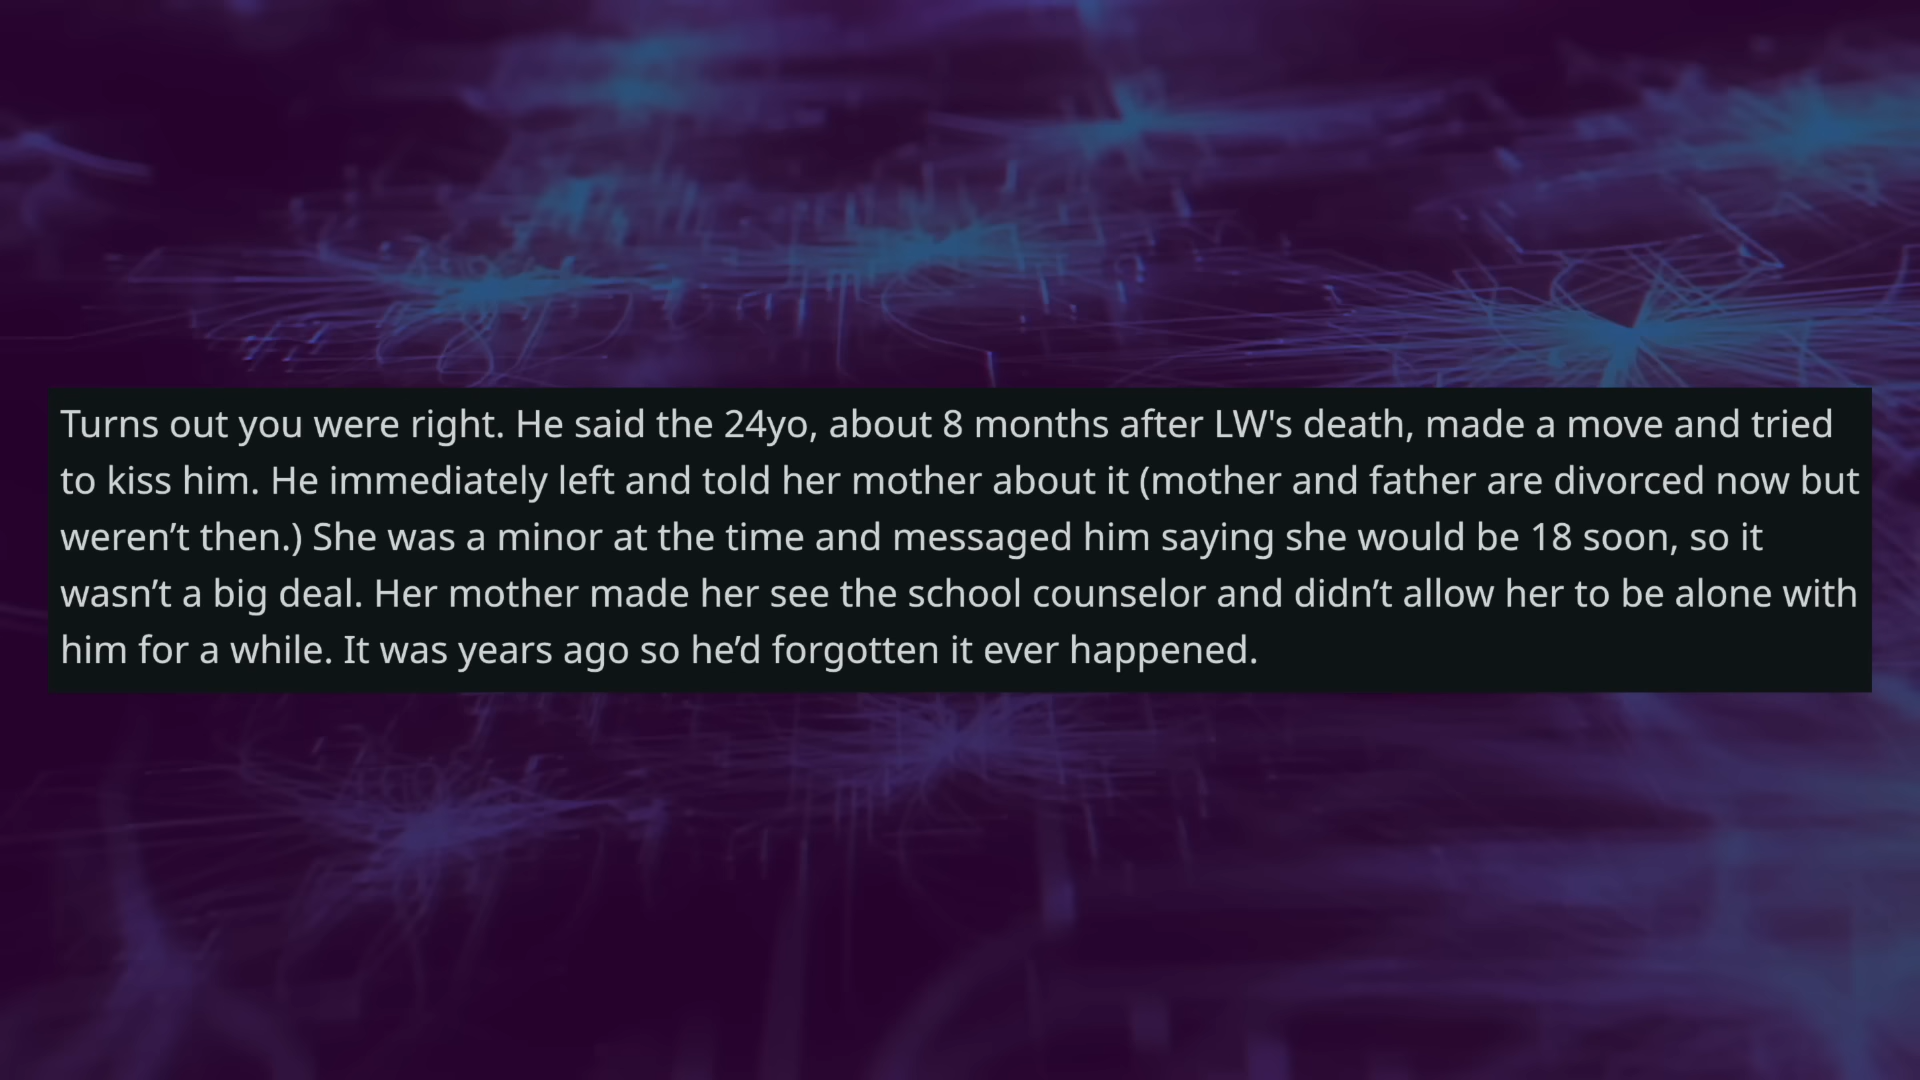 Turns out you were right. He said the 24yo, about 8 months after LW's death, made a move and tried
to kiss him. He immediately left and told her mother about it (mother and father are divorced now but
weren’t then.) She was a minor at the time and messaged him saying she would be 18 soon, so it
wasn’t a big deal. Her mother made her see the school counselor and didn’t allow her to be alone with
him for a while. It was years ago so he’d forgotten it ever happened.